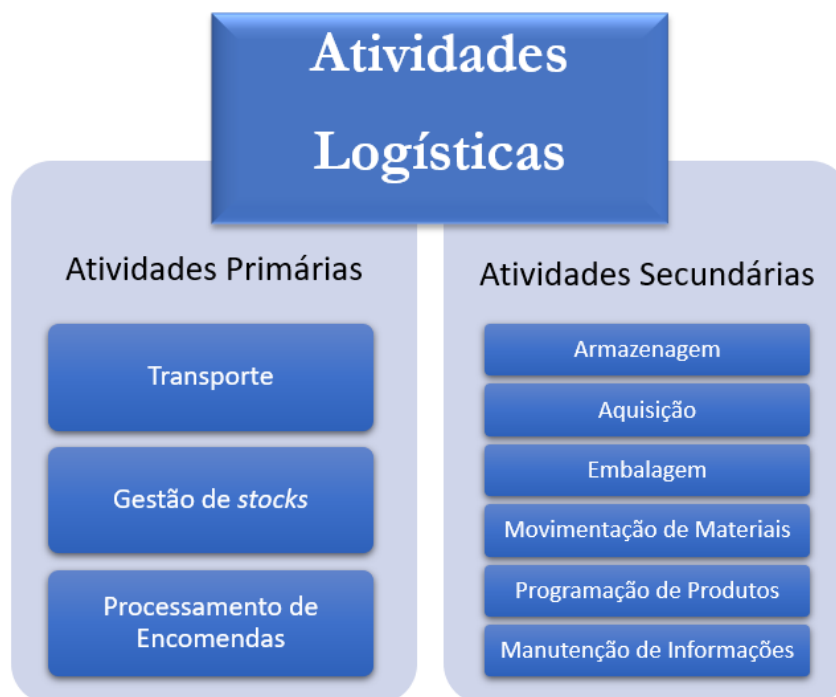 Atividades
Logísticas
Atividades Primárias
Transporte
Gestão de stocks
Processamento de
Encomendas
Atividades Secundárias
Armazenagem
Aquisição
Embalagem
Movimentação de Materiais
Programação de Produtos
Manutenção de Informações